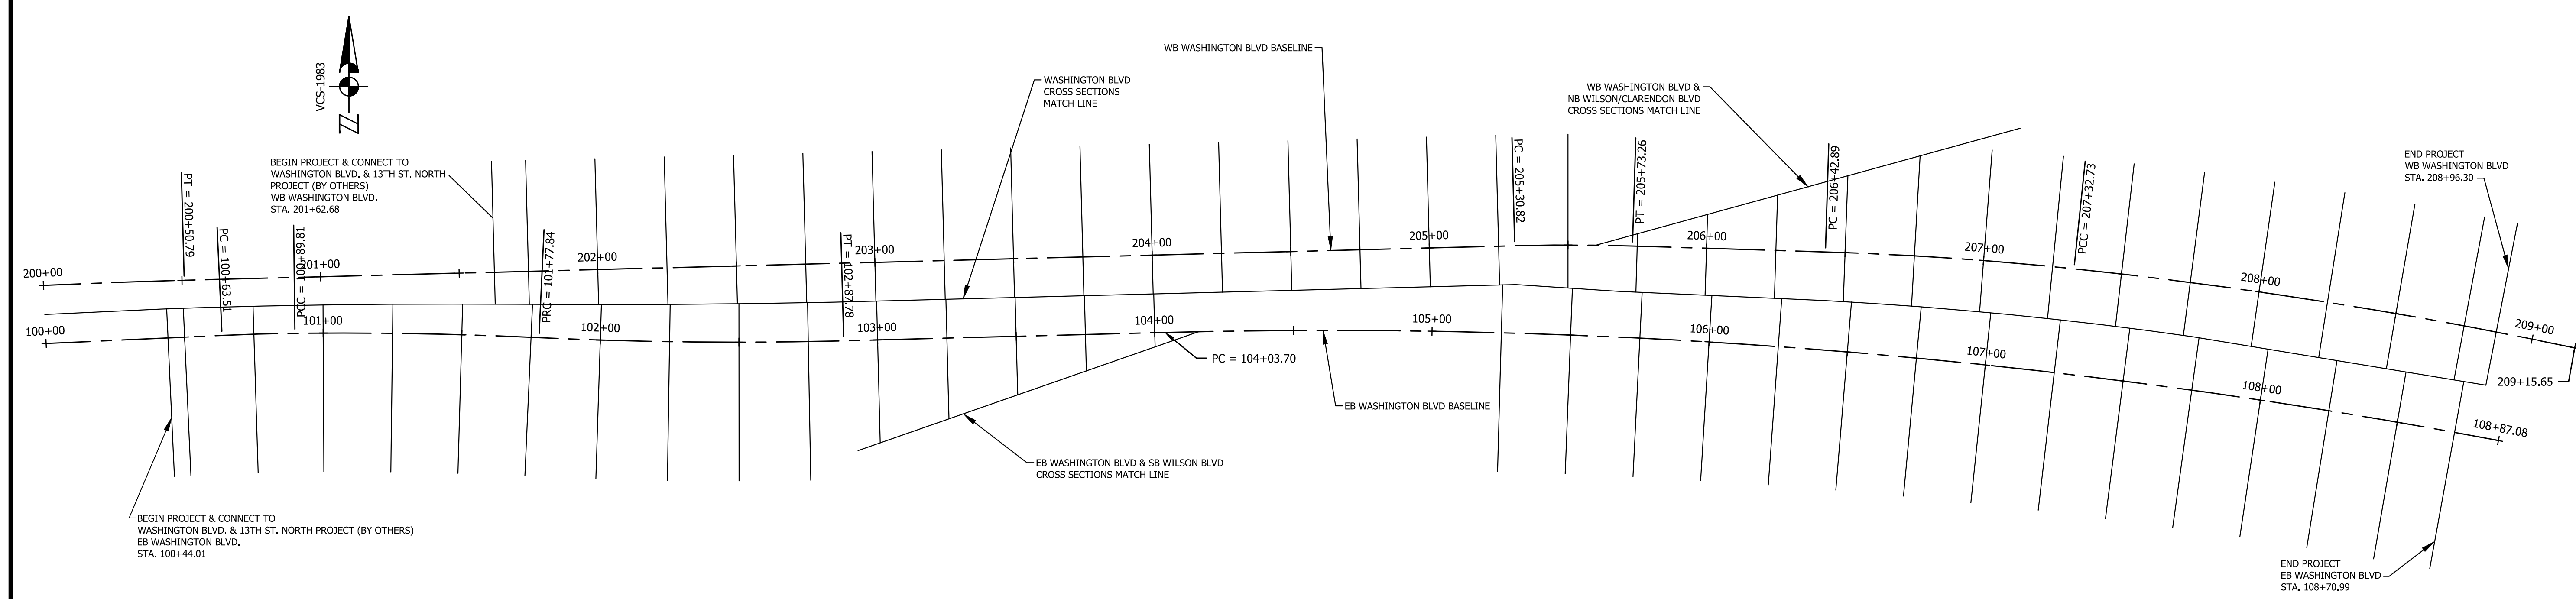 VCS-1983
WB WASHINGTON BLVD BASELINE
WASHINGTON BLVD
CROSS SECTIONS
MATCH LINE
WB WASHINGTON BLVD &
NB WILSON/CLARENDON BLVD
CROSS SECTIONS MATCH LINE
END PROJECT
WB WASHINGTON BLVD
STA. 208+96.30
BEGIN PROJECT & CONNECT TO
WASHINGTON BLVD. & 13TH ST. NORTH
PROJECT (BY OTHERS)
WB WASHINGTON BLVD.
STA. 201+62.68
PT = 200+50.79
PC = 100+63.51
PCC = 100+89.81
PRC = 101+77.84
PT = 102+87.78
PC = 205+30.82
PT = 205+73.26
PC = 206+42.89
PCC = 207+32.73
200+00
201+00
202+00
203+00
204+00
205+00
206+00
207+00
208+00
209+00
209+15.65
100+00
101+00
102+00
103+00
104+00
105+00
106+00
107+00
108+00
108+87.08
PC = 104+03.70
EB WASHINGTON BLVD BASELINE
EB WASHINGTON BLVD & SB WILSON BLVD
CROSS SECTIONS MATCH LINE
BEGIN PROJECT & CONNECT TO
WASHINGTON BLVD. & 13TH ST. NORTH PROJECT (BY OTHERS)
EB WASHINGTON BLVD.
STA. 100+44.01
END PROJECT
EB WASHINGTON BLVD
STA. 108+70.99